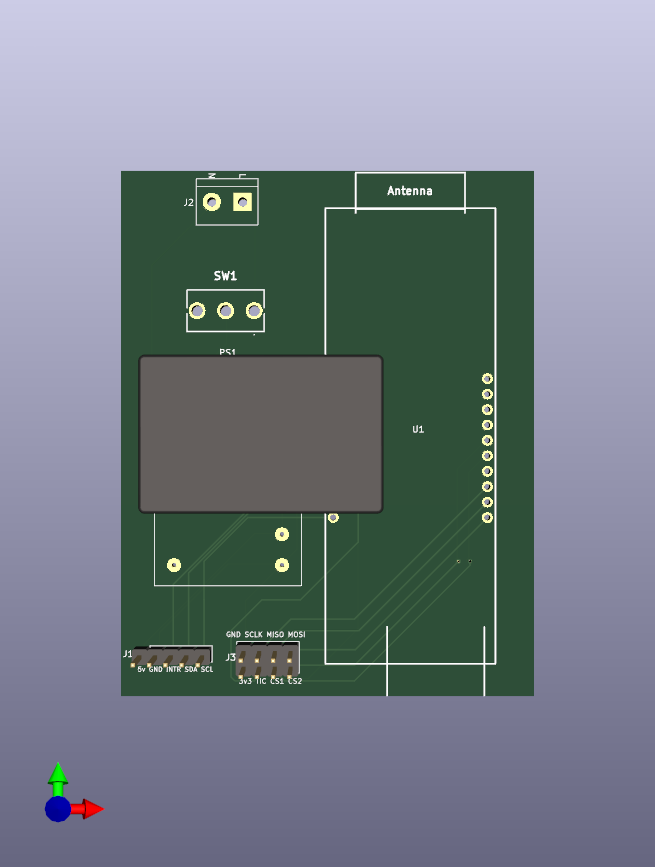 N L
Antenna
J2
SW1
PS1
U1
GND SCLK MISO MOSI
J1
J3
5v GND INTR SDA SCL
3v3 TIC CS1 CS2